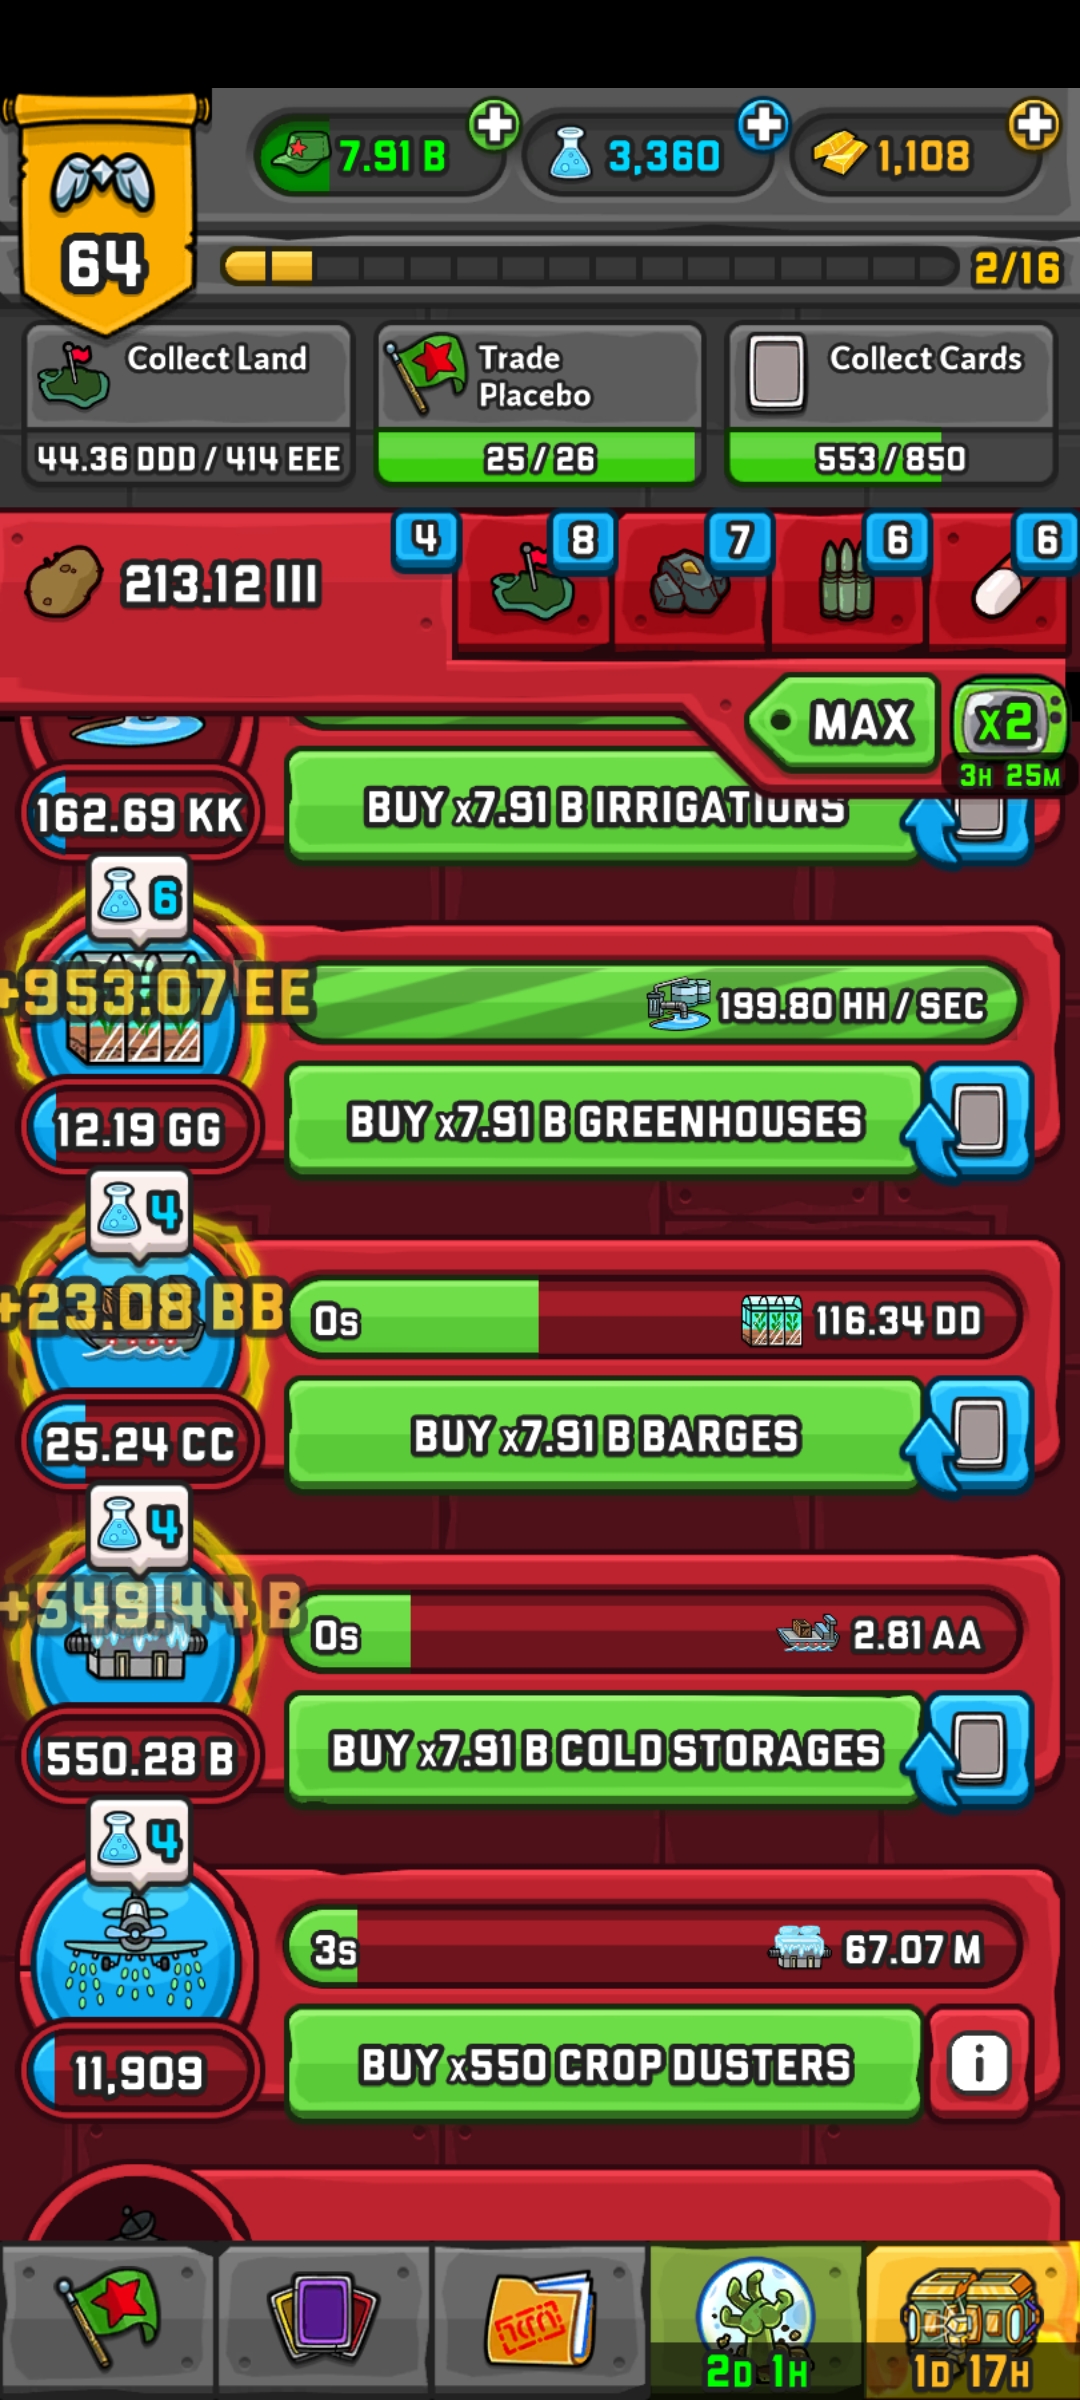 7.91 B
3,360
1,108
64
2/16
Collect Land
44.36 DDD / 414 EEE
Trade
Placebo
25 / 26
Collect Cards
553 / 850
213.12 III
4
8
7
6
6
MAX
x2
3H 25M
162.69 KK
BUY x7.91 B IRRIGATIONS
6
+953.07 EE
199.80 HH / SEC
12.19 GG
BUY x7.91 B GREENHOUSES
4
+23.08 BB
0s
116.34 DD
25.24 CC
BUY x7.91 B BARGES
4
+549.44 B
0s
2.81 AA
550.28 B
BUY x7.91 B COLD STORAGES
4
3s
67.07 M
11,909
BUY x550 CROP DUSTERS
i
2D 1H
1D 17H